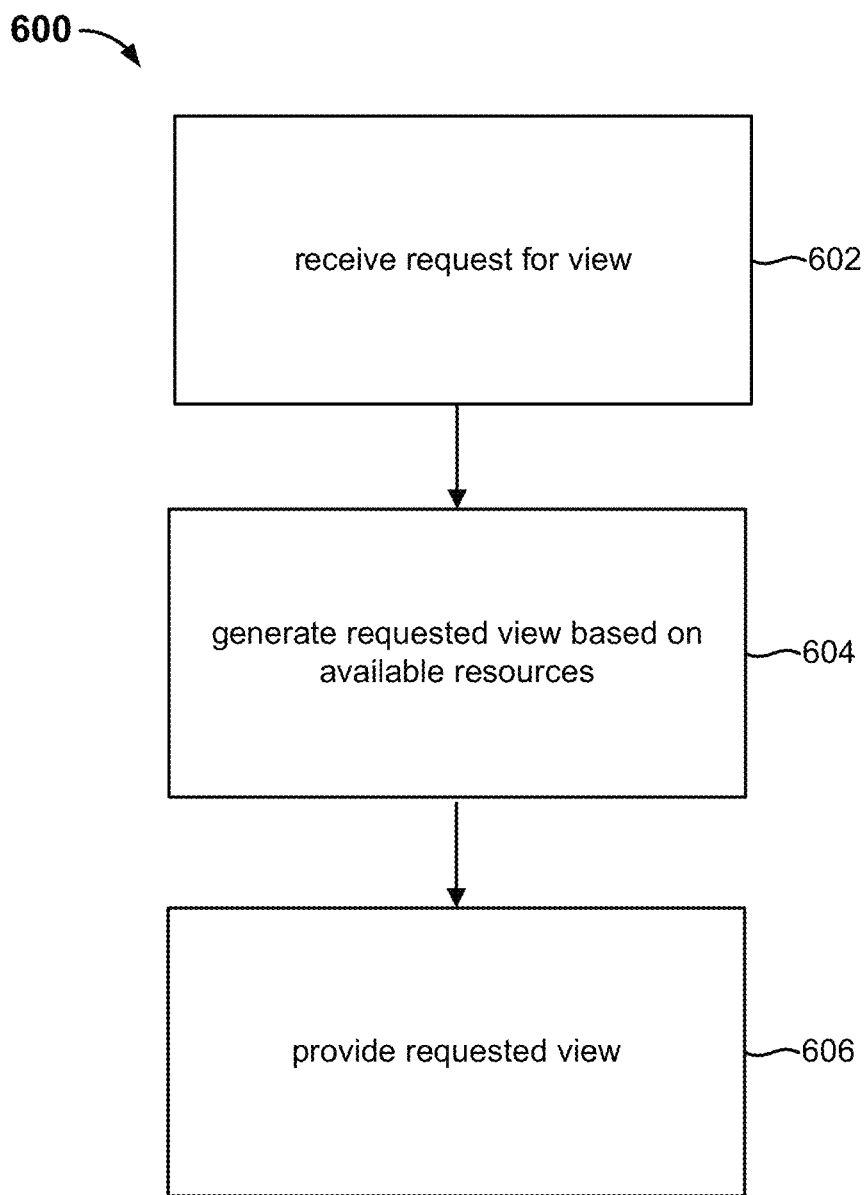 600
receive request for view
602
generate requested view based on
available resources
604
provide requested view
606